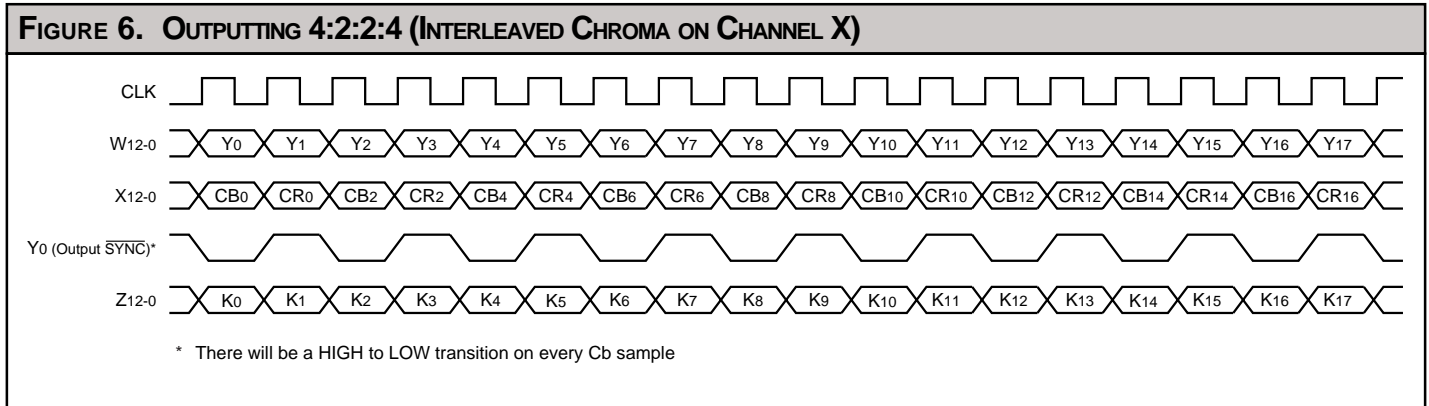 FIGURE 6. OUTPUTTING 4:2:2:4 (INTERLEAVED CHROMA ON CHANNEL X)
CLK
W12-0 Y0 Y1 Y2 Y3 Y4 Y5 Y6 Y7 Y8 Y9 Y10 Y11 Y12 Y13 Y14 Y15 Y16 Y17
X12-0 CB0 CR0 CB2 CR2 CB4 CR4 CB6 CR6 CB8 CR8 CB10 CR10 CB12 CR12 CB14 CR14 CB16 CR16
Y0 (Output SYNC)*
Z12-0 K0 K1 K2 K3 K4 K5 K6 K7 K8 K9 K10 K11 K12 K13 K14 K15 K16 K17
* There will be a HIGH to LOW transition on every Cb sample